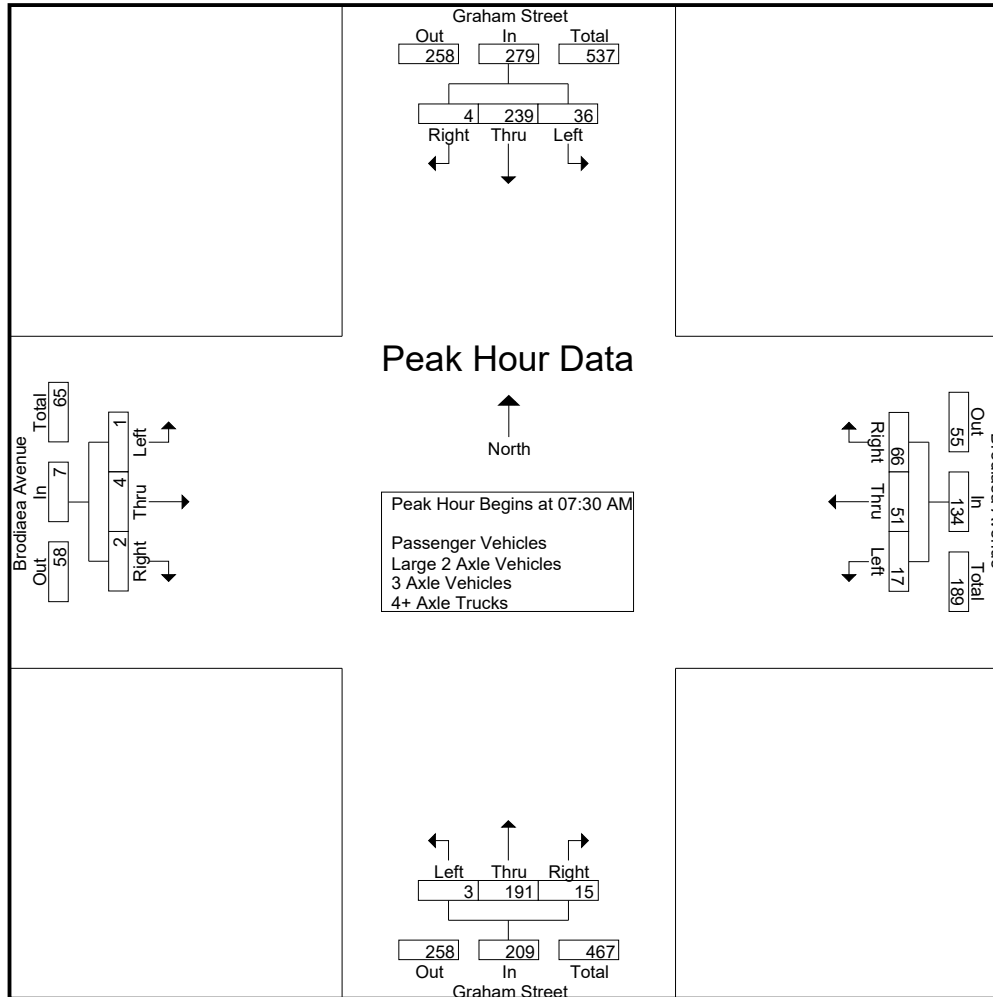 Graham Street
Out In Total
258 279 537
4 239 36
Right Thru Left
Peak Hour Data
North
Peak Hour Begins at 07:30 AM
Passenger Vehicles
Large 2 Axle Vehicles
3 Axle Vehicles
4+ Axle Trucks
Brodiaea Avenue
Total In Out
65 7 58
1 4 2
Left Thru Right
Out In Total
55 134 189
66 51 17
Right Thru Left
Left Thru Right
3 191 15
258 209 467
Out In Total
Graham Street